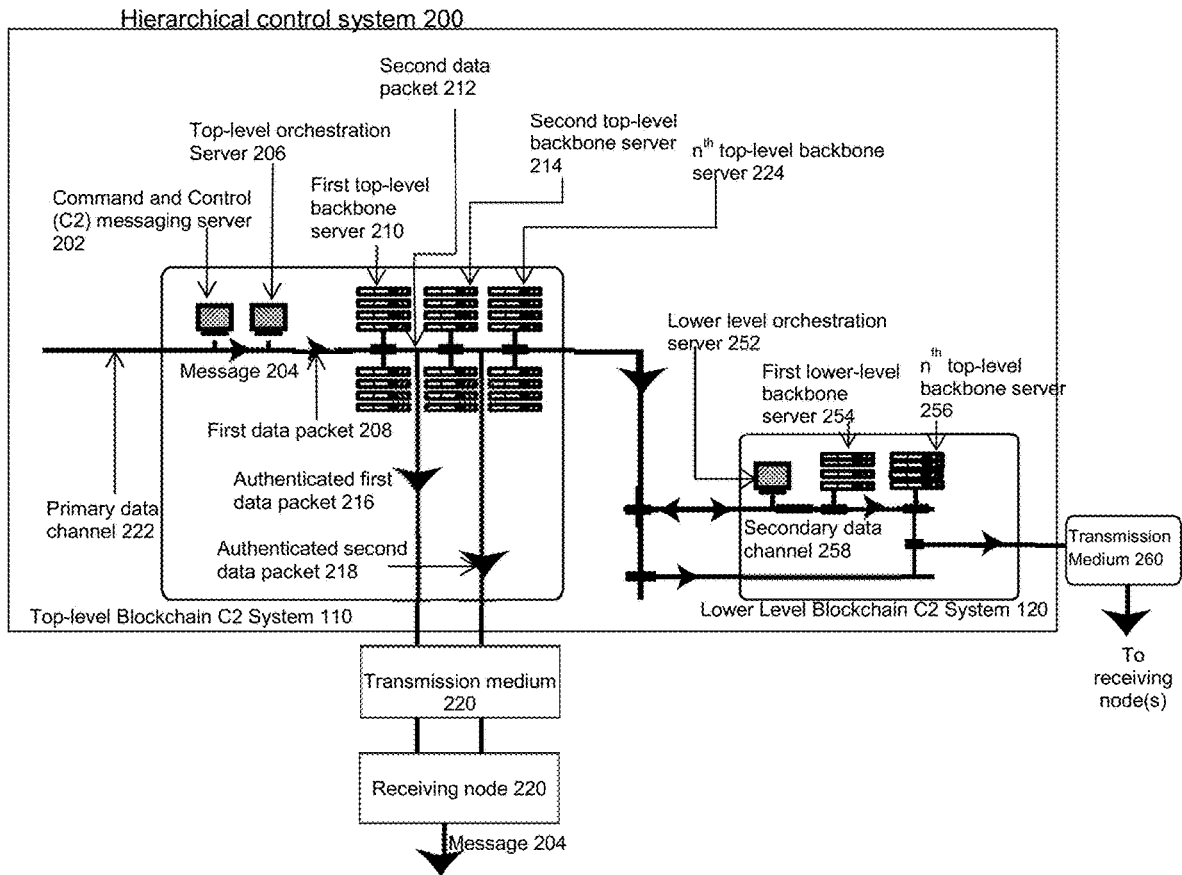 Hierarchical control system 200
Second data
packet 212
Top-level orchestration
Server 206
Second top-level
backbone server
214
nth top-level backbone
server 224
Command and Control
(C2) messaging server
202
First top-level
backbone
server 210
Message 204
First data packet 208
Primary data
channel 222
Authenticated first
data packet 216
Authenticated second
data packet 218
Top-level Blockchain C2 System 110
Lower level orchestration
server 252
First lower-level
backbone
server 254
nth top-level
backbone server
256
Secondary data
channel 258
Lower Level Blockchain C2 System 120
Transmission
Medium 260
To
receiving
node(s)
Transmission medium
220
Receiving node 220
Message 204